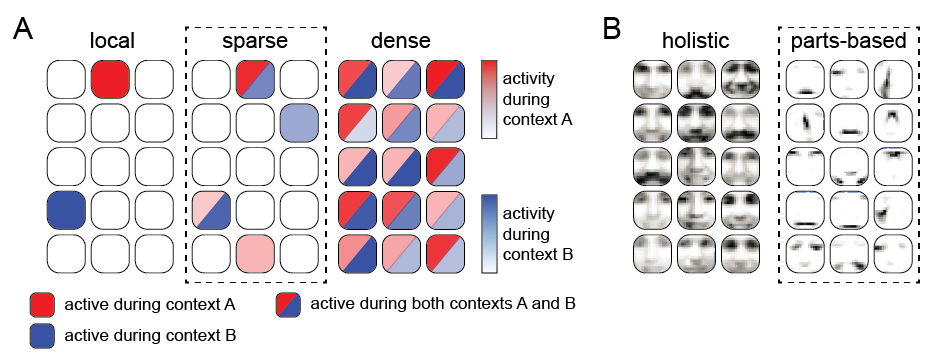 A
local
sparse
dense
activity
during
context A
activity
during
context B
active during context A
active during both contexts A and B
active during context B
B
holistic
parts-based